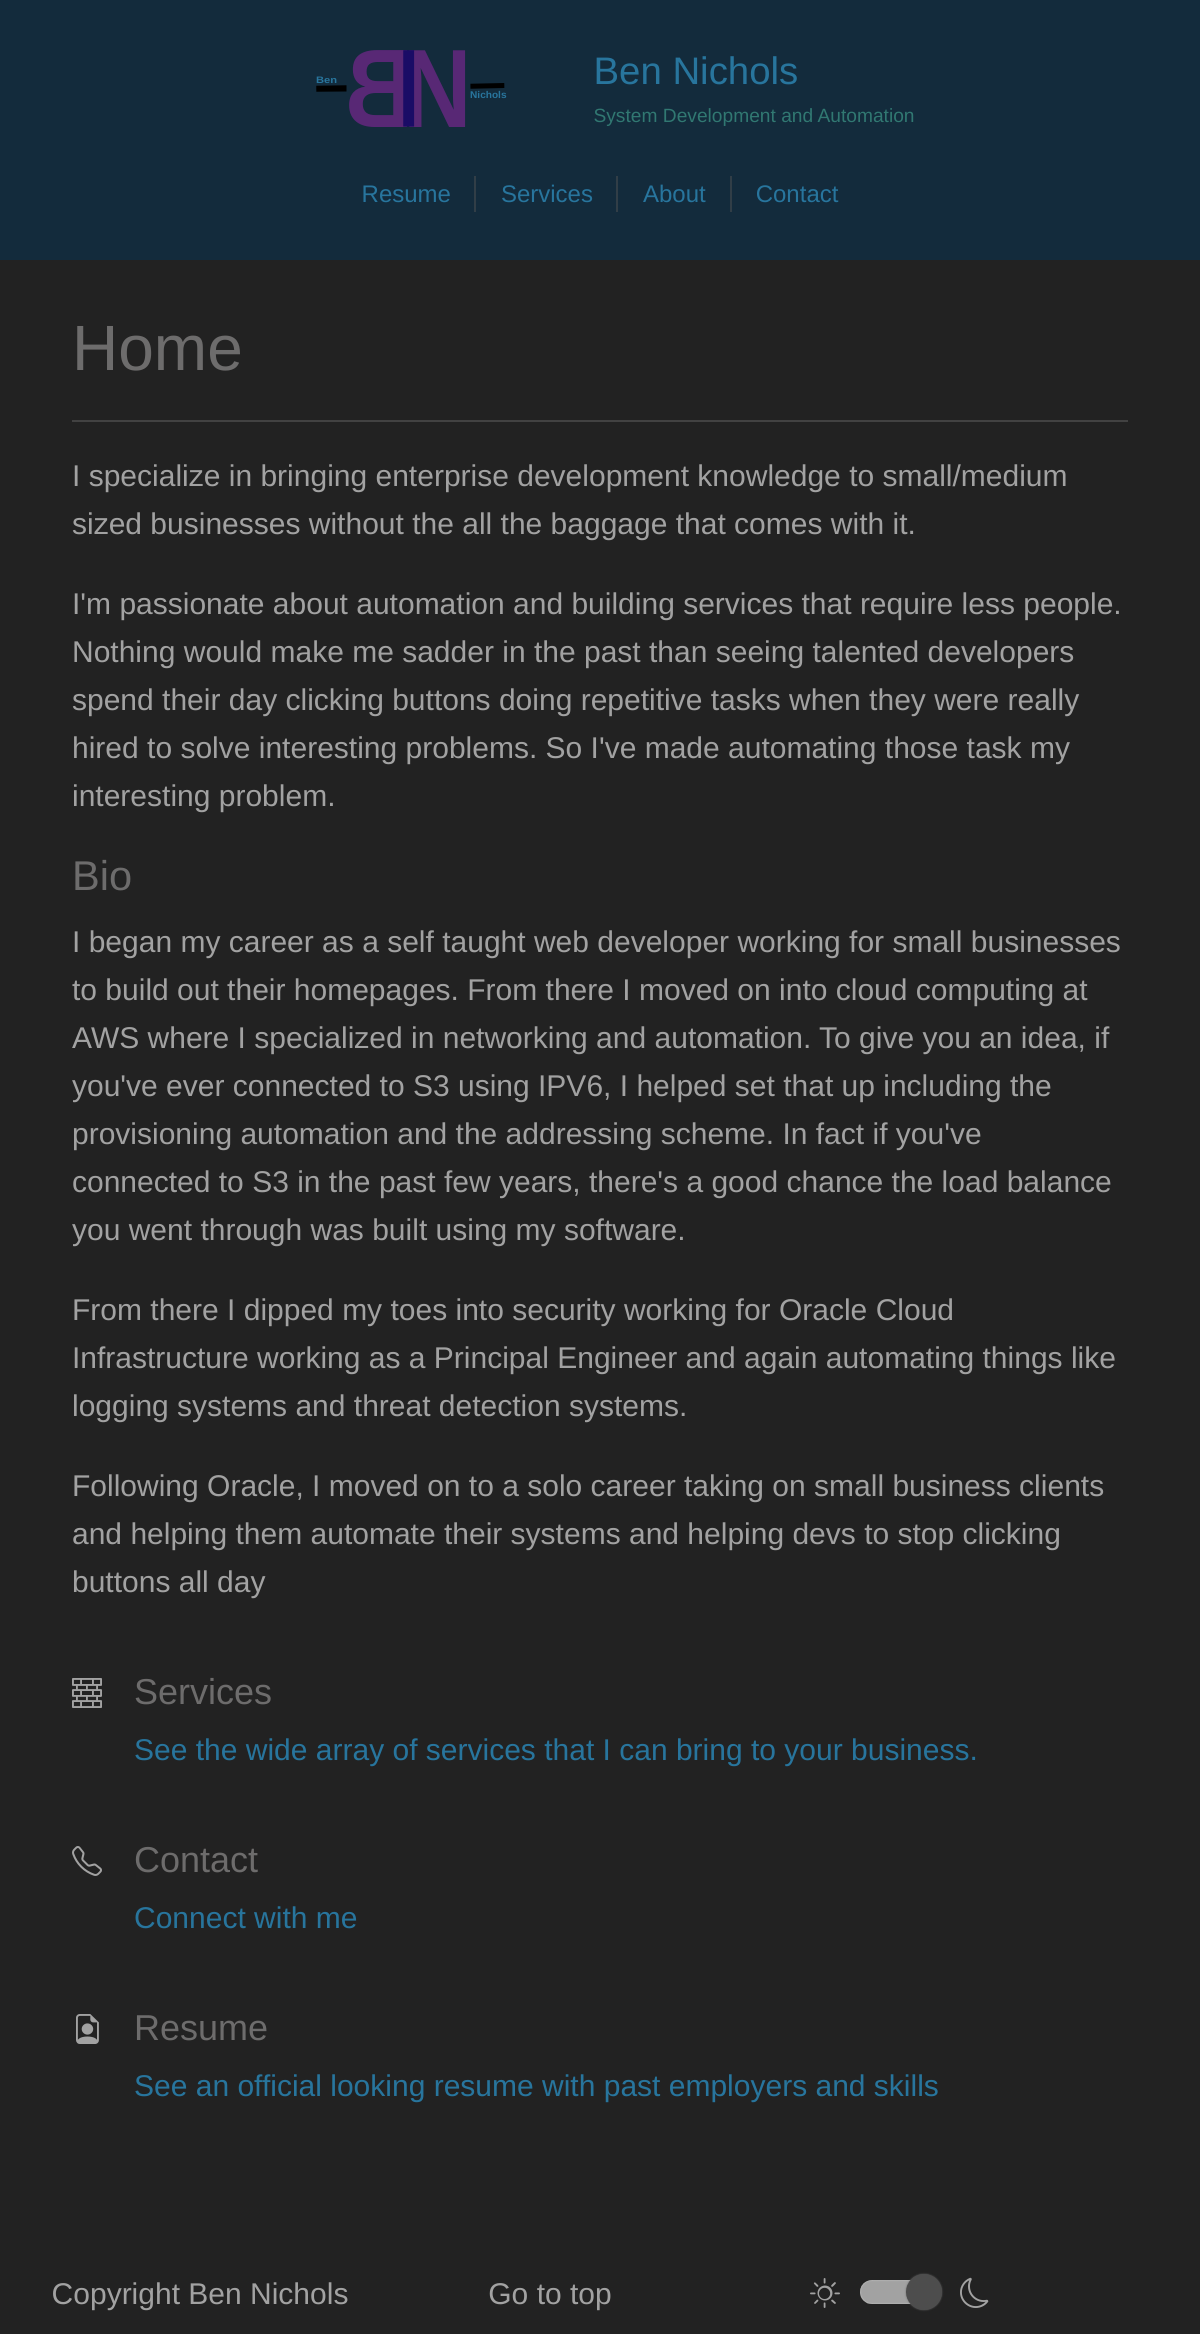 Ben
BN
Nichols
Ben Nichols
System Development and Automation
Resume
Services
About
Contact
Home
I specialize in bringing enterprise development knowledge to small/medium
sized businesses without the all the baggage that comes with it.
I'm passionate about automation and building services that require less people.
Nothing would make me sadder in the past than seeing talented developers
spend their day clicking buttons doing repetitive tasks when they were really
hired to solve interesting problems. So I've made automating those task my
interesting problem.
Bio
I began my career as a self taught web developer working for small businesses
to build out their homepages. From there I moved on into cloud computing at
AWS where I specialized in networking and automation. To give you an idea, if
you've ever connected to S3 using IPV6, I helped set that up including the
provisioning automation and the addressing scheme. In fact if you've
connected to S3 in the past few years, there's a good chance the load balance
you went through was built using my software.
From there I dipped my toes into security working for Oracle Cloud
Infrastructure working as a Principal Engineer and again automating things like
logging systems and threat detection systems.
Following Oracle, I moved on to a solo career taking on small business clients
and helping them automate their systems and helping devs to stop clicking
buttons all day
Services
See the wide array of services that I can bring to your business.
Contact
Connect with me
Resume
See an official looking resume with past employers and skills
Copyright Ben Nichols
Go to top